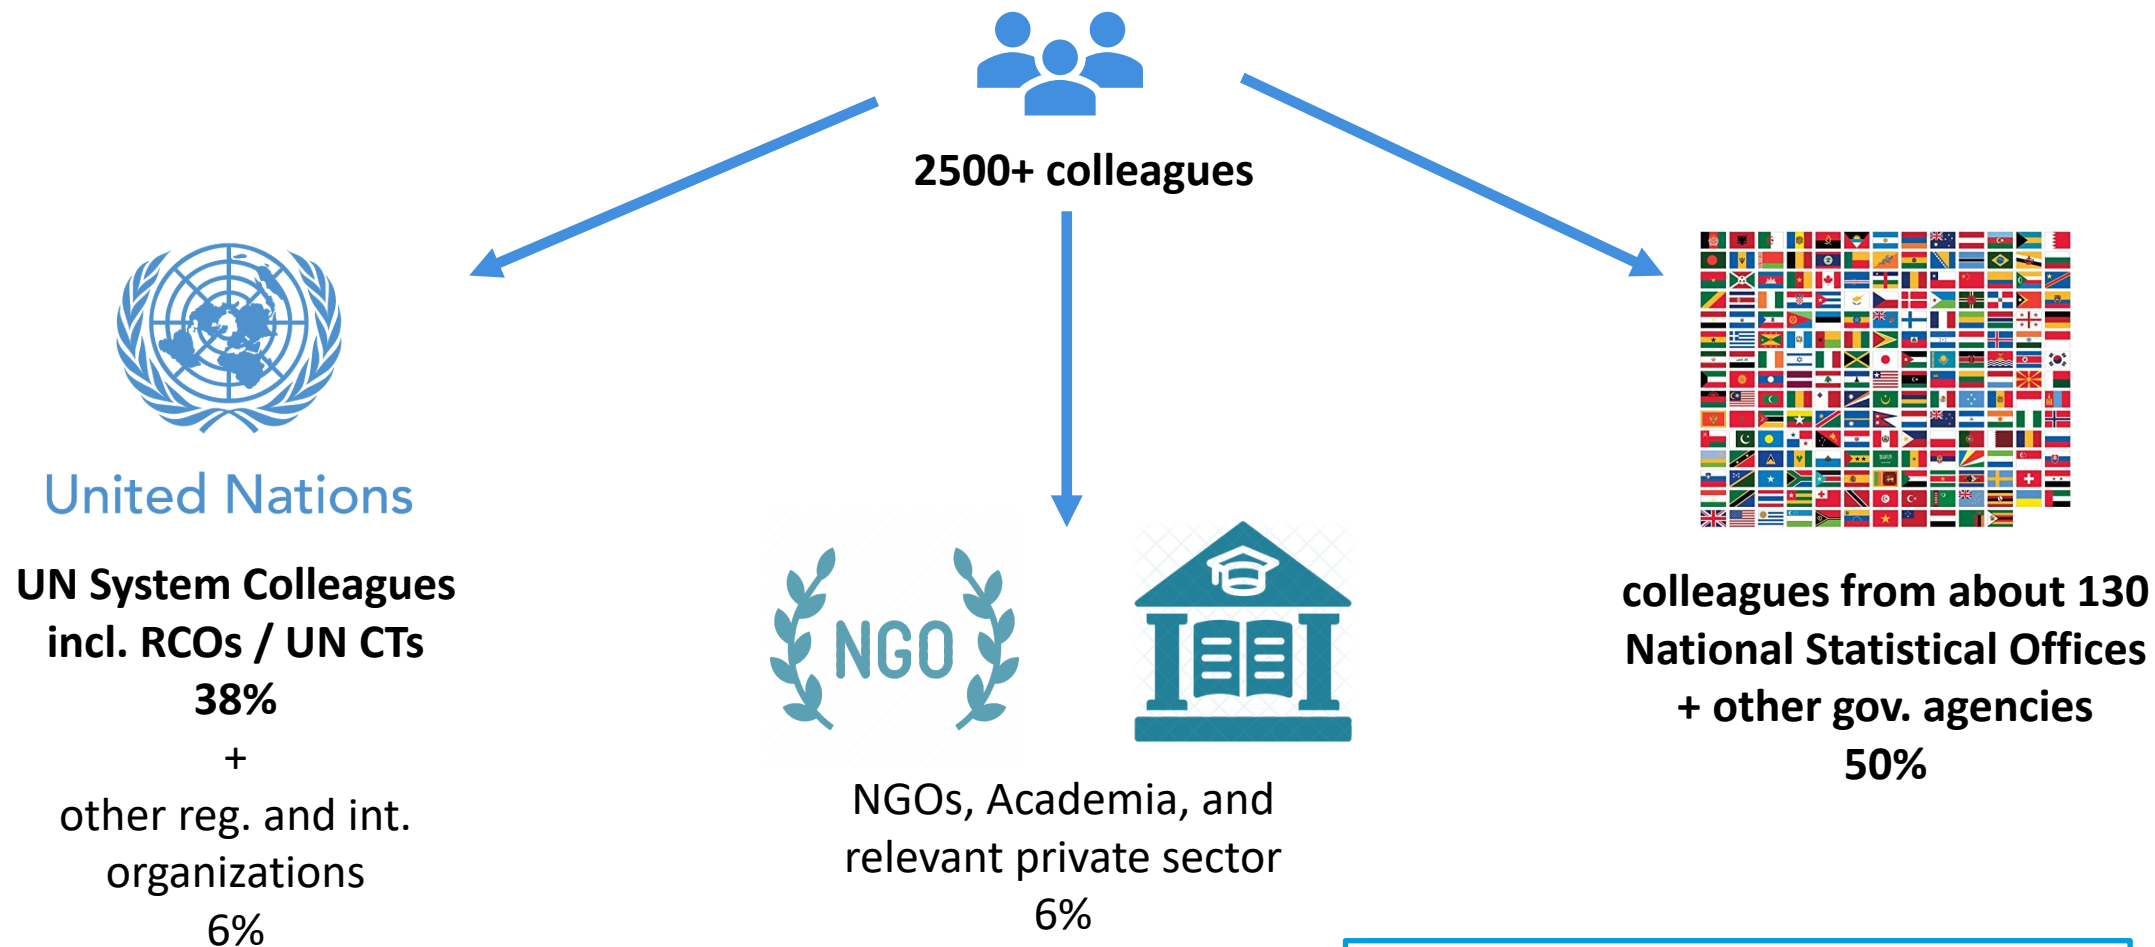 2500+ colleagues
United Nations
UN System Colleagues
incl. RCOs / UN CTs
38%
+
other reg. and int.
organizations
6%
NGO
NGOs, Academia, and
relevant private sector
6%
colleagues from about 130
National Statistical Offices
+ other gov. agencies
50%